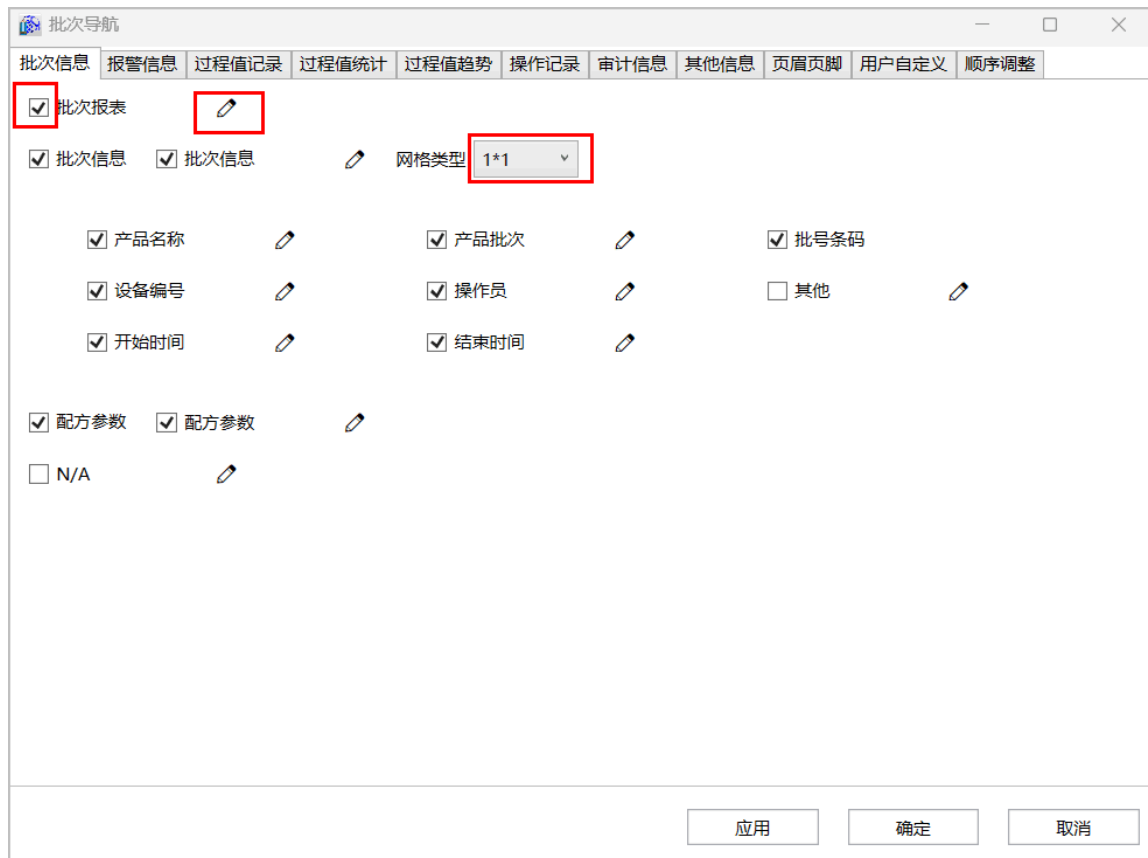 批次导航
批次信息 报警信息 过程值记录 过程值统计 过程值趋势 操作记录 审计信息 其他信息 页眉页脚 用户自定义 顺序调整
批次报表
批次信息 批次信息 网格类型 1*1
产品名称 产品批次 批号条码
设备编号 操作员 其他
开始时间 结束时间
配方参数 配方参数
N/A
应用 确定 取消